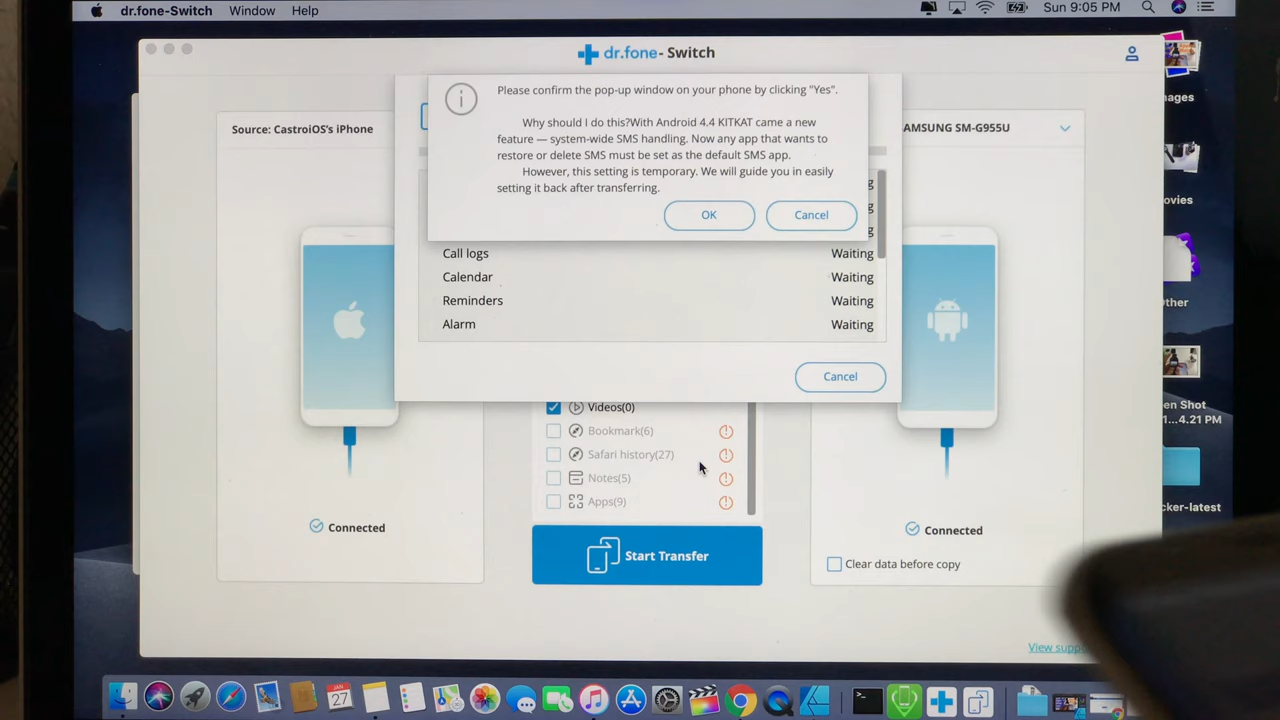 dr.fone-Switch Window Help Sun 9:05 PM
dr.fone - Switch
Source: CastroiOS's iPhone
AMSUNG SM-G955U
Please confirm the pop-up window on your phone by clicking "Yes".
Why should I do this?With Android 4.4 KITKAT came a new
feature — system-wide SMS handling. Now any app that wants to
restore or delete SMS must be set as the default SMS app.
However, this setting is temporary. We will guide you in easily
setting it back after transferring.
OK Cancel
Call logs Waiting
Calendar Waiting
Reminders Waiting
Alarm Waiting
Cancel
Videos(0)
Bookmark(6)
Safari history(27)
Notes(5)
Apps(9)
Connected
Connected
Start Transfer
Clear data before copy
View suppo
ages
ovies
ther
en Shot
1...4.21 PM
cker-latest
JAN
27